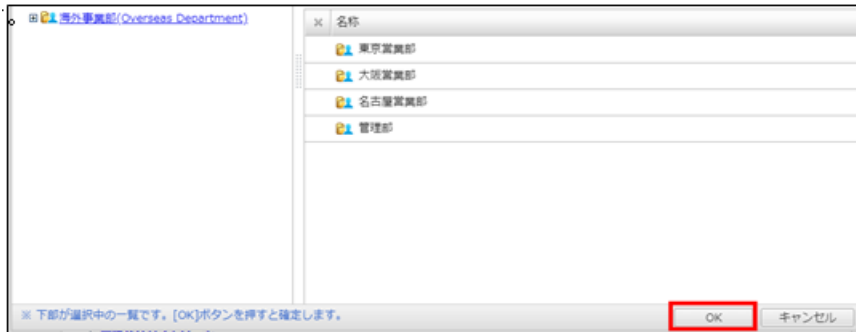 海外事業部(Overseas Department)
× 名称
東京営業部
大阪営業部
名古屋営業部
管理部
※ 下部が選択中の一覧です。[OK]ボタンを押すと確定します。
OK キャンセル